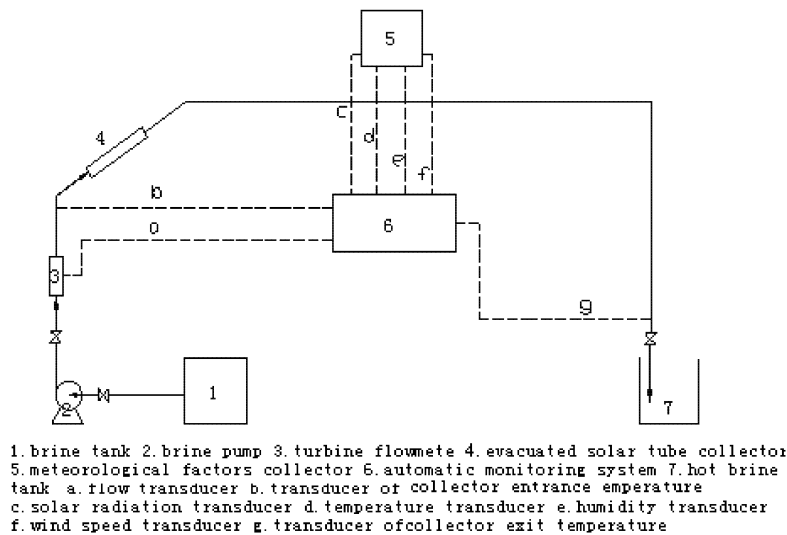 5
c
4
d
e
f
b
6
a
3
g
1
2
7
1.brine tank 2.brine pump 3.turbine flowmete 4.evacuated solar tube collector
5.meteorological factors collector 6.automatic monitoring system 7.hot brine
tank a.flow transducer b.transducer of collector entrance emperature
c.solar radiation transducer d.temperature transducer e.humidity transducer
f.wind speed transducer g.transducer ofcollector exit temperature